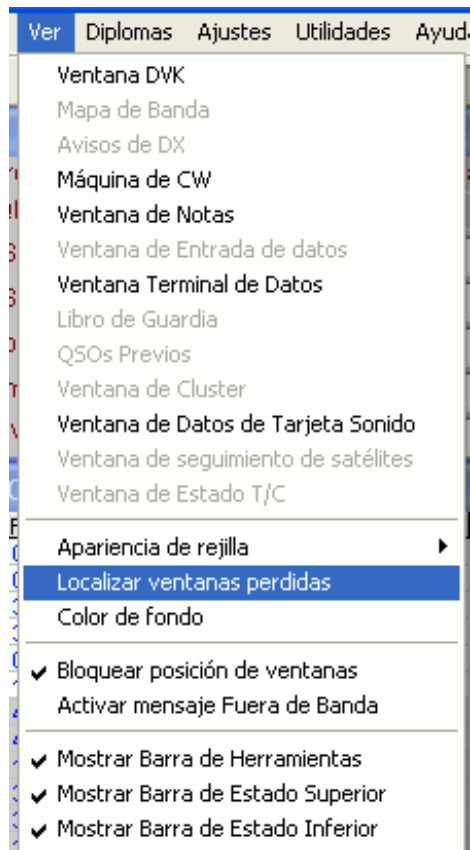 Ver Diplomas Ajustes Utilidades
Ventana DVK
Mapa de Banda
Avisos de DX
Máquina de CW
Ventana de Notas
Ventana de Entrada de datos
Ventana Terminal de Datos
Libro de Guardia
QSOs Previos
Ventana de Cluster
Ventana de Datos de Tarjeta Sonido
Ventana de seguimiento de satélites
Ventana de Estado T/C
Apariencia de rejilla
Localizar ventanas perdidas
Color de fondo
Bloquear posición de ventanas
Activar mensaje Fuera de Banda
Mostrar Barra de Herramientas
Mostrar Barra de Estado Superior
Mostrar Barra de Estado Inferior